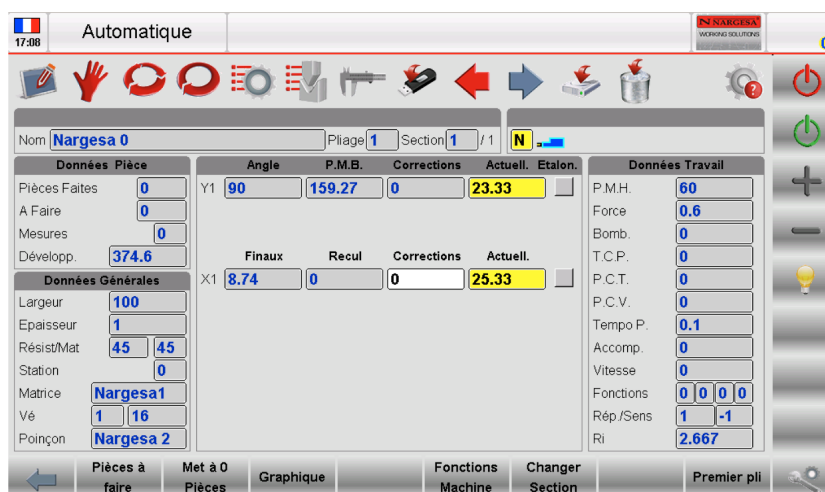 17:08
Automatique
N NARGESA
WORKING SOLUTIONS
Nom Nargesa 0 Pliage 1 Section 1 / 1 N
Données Pièce
Pièces Faites 0
A Faire 0
Mesures 0
Développ. 374.6
Données Générales
Largeur 100
Epaisseur 1
Résist/Mat 45 45
Station 0
Matrice Nargesa1
Vé 1 16
Poinçon Nargesa 2
Angle P.M.B. Corrections Actuell. Etalon.
Y1 90 159.27 0 23.33
Finaux Recul Corrections Actuell.
X1 8.74 0 0 25.33
Données Travail
P.M.H. 60
Force 0.6
Bomb. 0
T.C.P. 0
P.C.T. 0
P.C.V. 0
Tempo P. 0.1
Accomp. 0
Vitesse 0
Fonctions 0 0 0 0
Rép./Sens 1 -1
Ri 2.667
Pièces à faire
Met à 0 Pièces
Graphique
Fonctions Machine
Changer Section
Premier pli